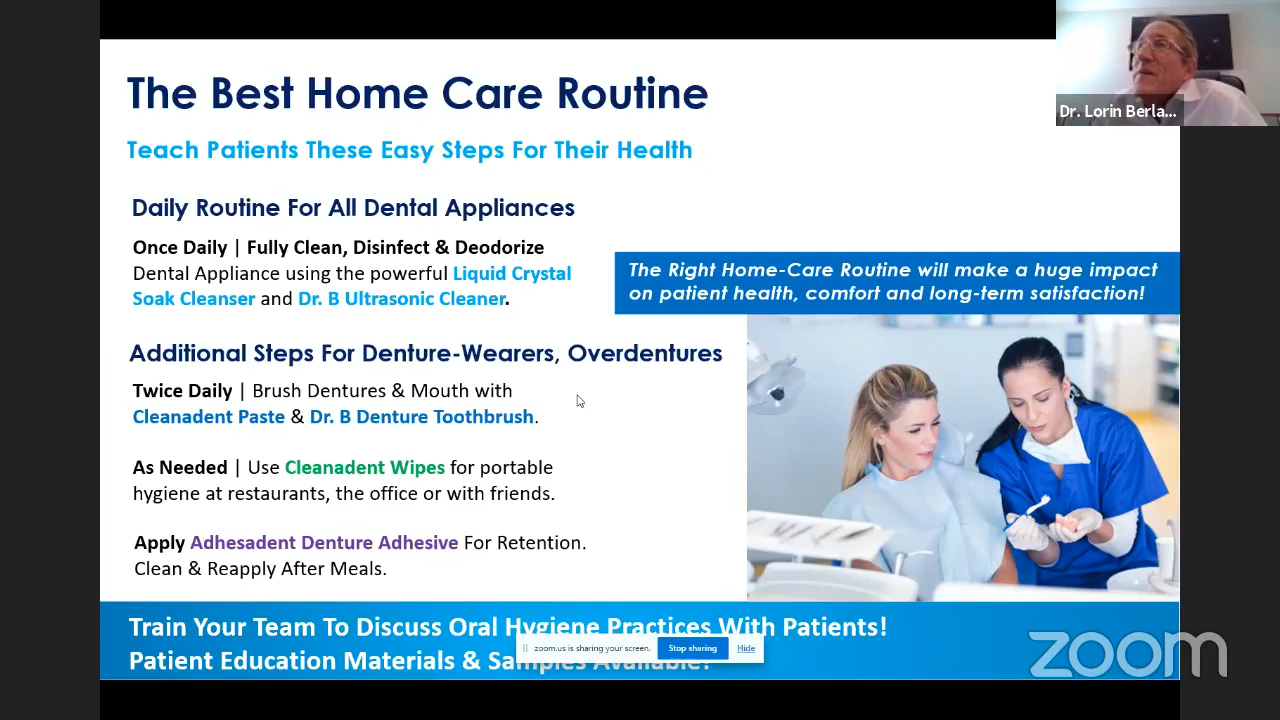 The Best Home Care Routine
Teach Patients These Easy Steps For Their Health
Daily Routine For All Dental Appliances
Once Daily | Fully Clean, Disinfect & Deodorize
Dental Appliance using the powerful Liquid Crystal
Soak Cleanser and Dr. B Ultrasonic Cleaner.
The Right Home-Care Routine will make a huge impact
on patient health, comfort and long-term satisfaction!
Additional Steps For Denture-Wearers, Overdentures
Twice Daily | Brush Dentures & Mouth with
Cleanadent Paste & Dr. B Denture Toothbrush.
As Needed | Use Cleanadent Wipes for portable
hygiene at restaurants, the office or with friends.
Apply Adhesadent Denture Adhesive For Retention.
Clean & Reapply After Meals.
Train Your Team To Discuss Oral Hygiene Practices With Patients!
Patient Education Materials & Samples Available!
zoom.us is sharing your screen.
Stop sharing
Hide
Dr. Lorin Berla...
zoom